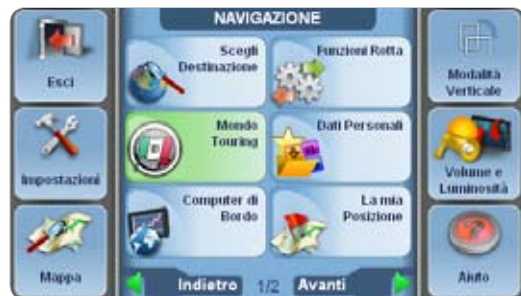 NAVIGAZIONE
Esci
Scegli
Destinazione
Funzioni Rotta
Modalità
Verticale
Impostazioni
Mondo
Touring
Dati Personali
Volume e
Luminosità
Mappa
Computer di
Bordo
La mia
Posizione
Aiuto
Indietro 1/2 Avanti